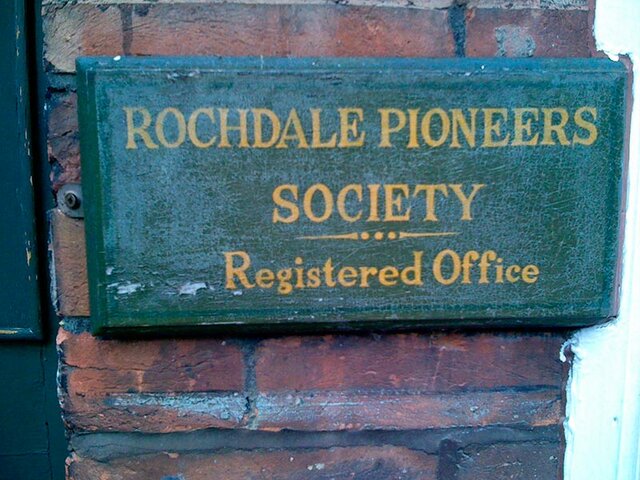 ROCHDALE PIONEERS
SOCIETY
Registered Office